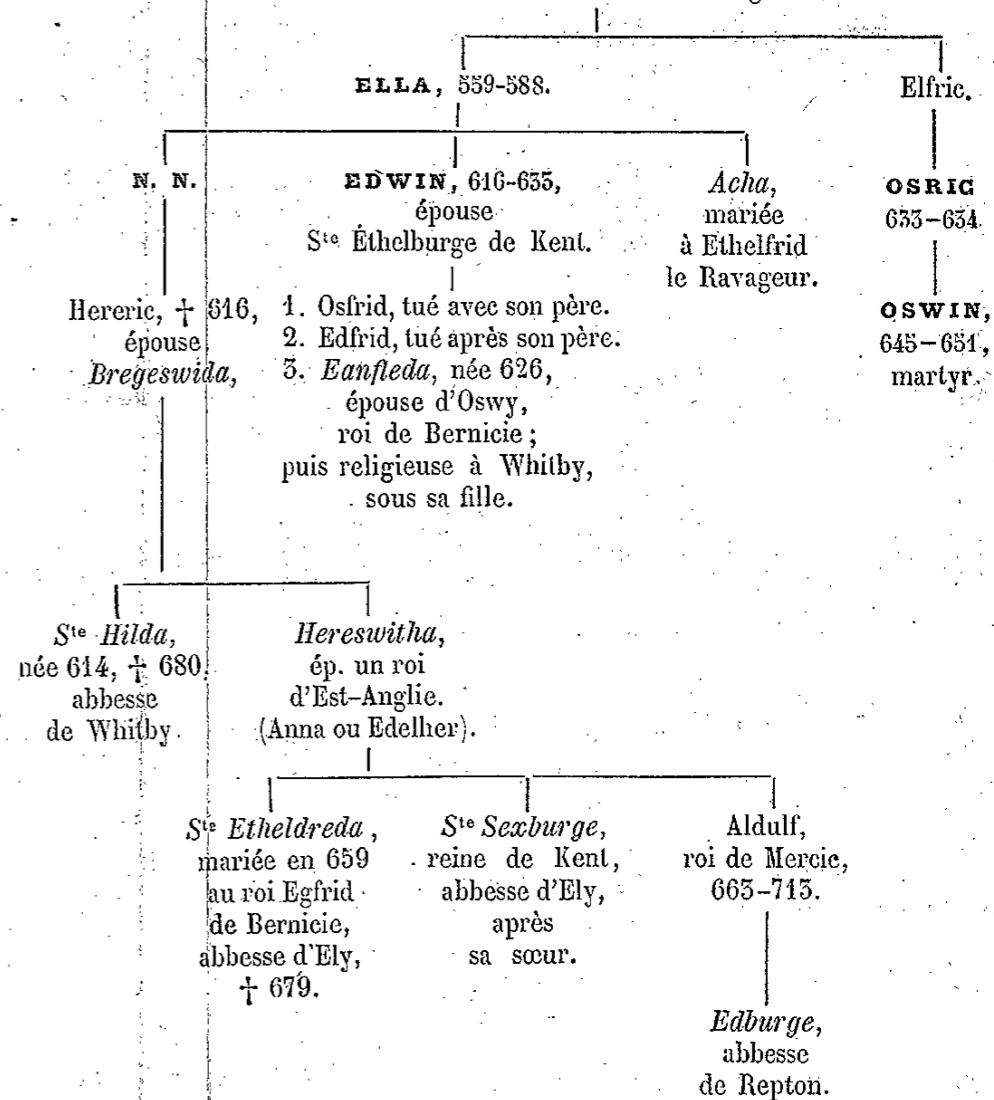 ELLA, 559-588.
Elfric.
N. N.
EDWIN, 616-633,
épouse
Ste Éthelburge de Kent.
Acha,
mariée
à Ethelfrid
le Ravageur.
OSRIC
633-634.
Hereric, † 616,
épouse
Bregeswida,
1. Osfrid, tué avec son père.
2. Edfrid, tué après son père.
3. Eanfleda, née 626,
épouse d'Oswy,
roi de Bernicie ;
puis religieuse à Whitby,
sous sa fille.
OSWIN,
645-651,
martyr.
Ste Hilda,
née 614, † 680,
abbesse
de Whitby.
Hereswitha,
ép. un roi
d'Est-Anglie.
(Anna ou Edelher).
Ste Etheldreda,
mariée en 659
au roi Egfrid
de Bernicie,
abbesse d'Ely,
† 679.
Ste Sexburge,
reine de Kent,
abbesse d'Ely,
après
sa sœur.
Aldulf,
roi de Mercie,
663-713.
Edburge,
abbesse
de Repton.